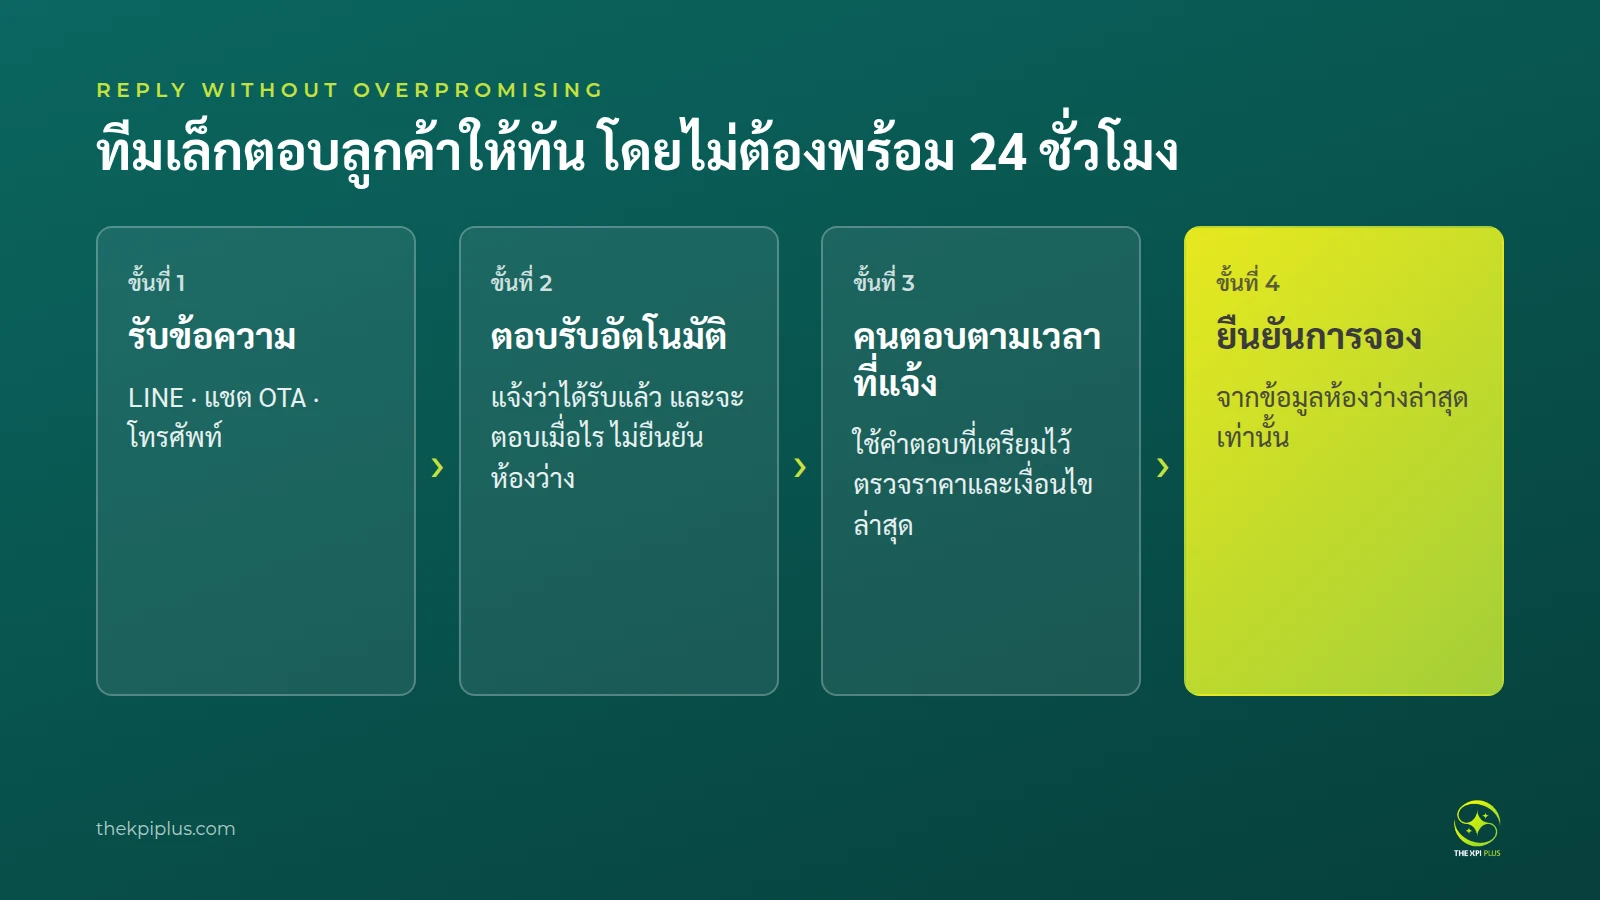 REPLY WITHOUT OVERPROMISING
ทีมเล็กตอบลูกค้าให้ทัน โดยไม่ต้องพร้อม 24 ชั่วโมง
ขั้นที่ 1
รับข้อความ
LINE · แชต OTA ·
โทรศัพท์
›
ขั้นที่ 2
ตอบรับอัตโนมัติ
แจ้งว่าได้รับแล้ว และจะ
ตอบเมื่อไร ไม่ยืนยัน
ห้องว่าง
›
ขั้นที่ 3
คนตอบตามเวลา
ที่แจ้ง
ใช้คำตอบที่เตรียมไว้
ตรวจราคาและเงื่อนไข
ล่าสุด
›
ขั้นที่ 4
ยืนยันการจอง
จากข้อมูลห้องว่างล่าสุด
เท่านั้น
thekpiplus.com
THE KPI PLUS